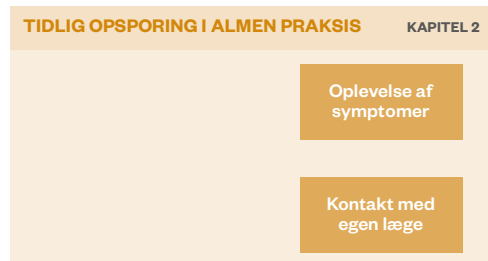 TIDLIG OPSPORING I ALMEN PRAKSIS KAPITEL 2
Oplevelse af
symptomer
Kontakt med
egen læge